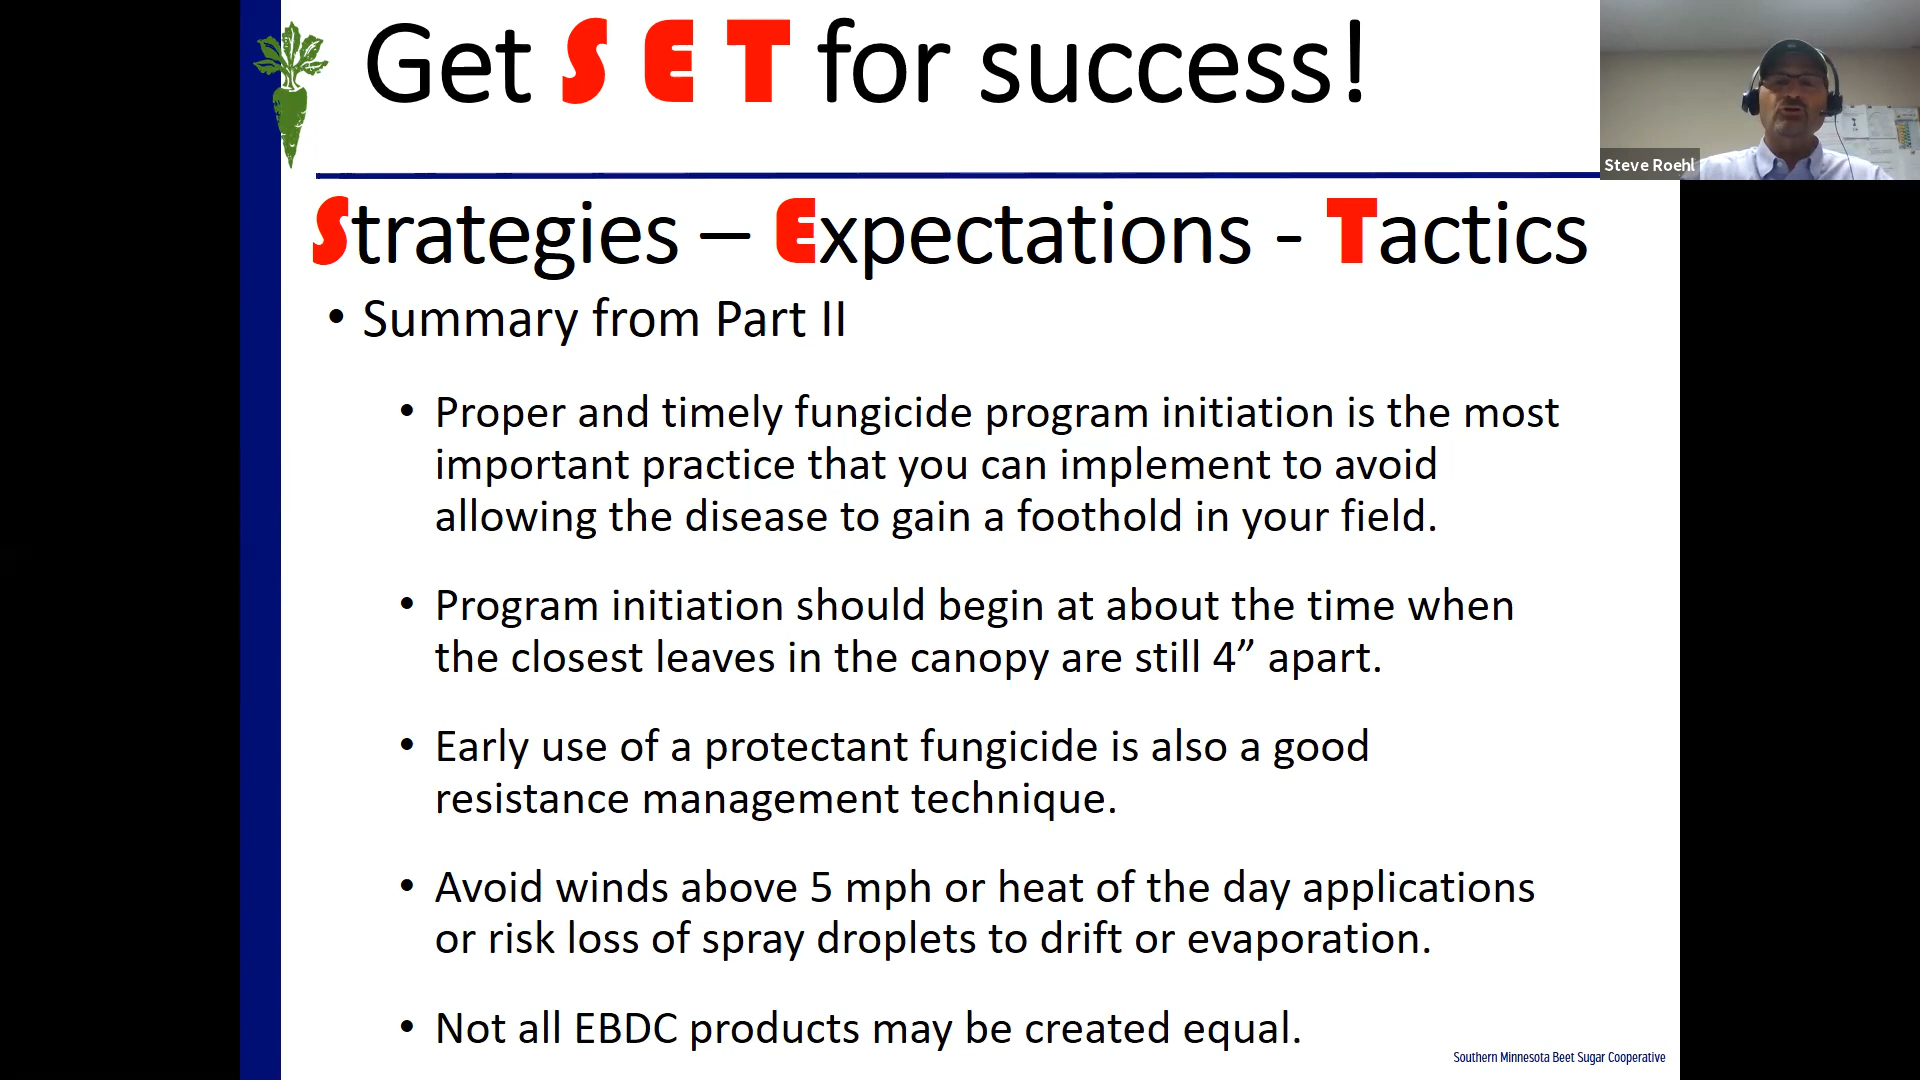 Get SET for success!
Steve Roehl
Strategies – Expectations - Tactics
• Summary from Part II
• Proper and timely fungicide program initiation is the most
important practice that you can implement to avoid
allowing the disease to gain a foothold in your field.
• Program initiation should begin at about the time when
the closest leaves in the canopy are still 4” apart.
• Early use of a protectant fungicide is also a good
resistance management technique.
• Avoid winds above 5 mph or heat of the day applications
or risk loss of spray droplets to drift or evaporation.
• Not all EBDC products may be created equal.
Southern Minnesota Beet Sugar Cooperative